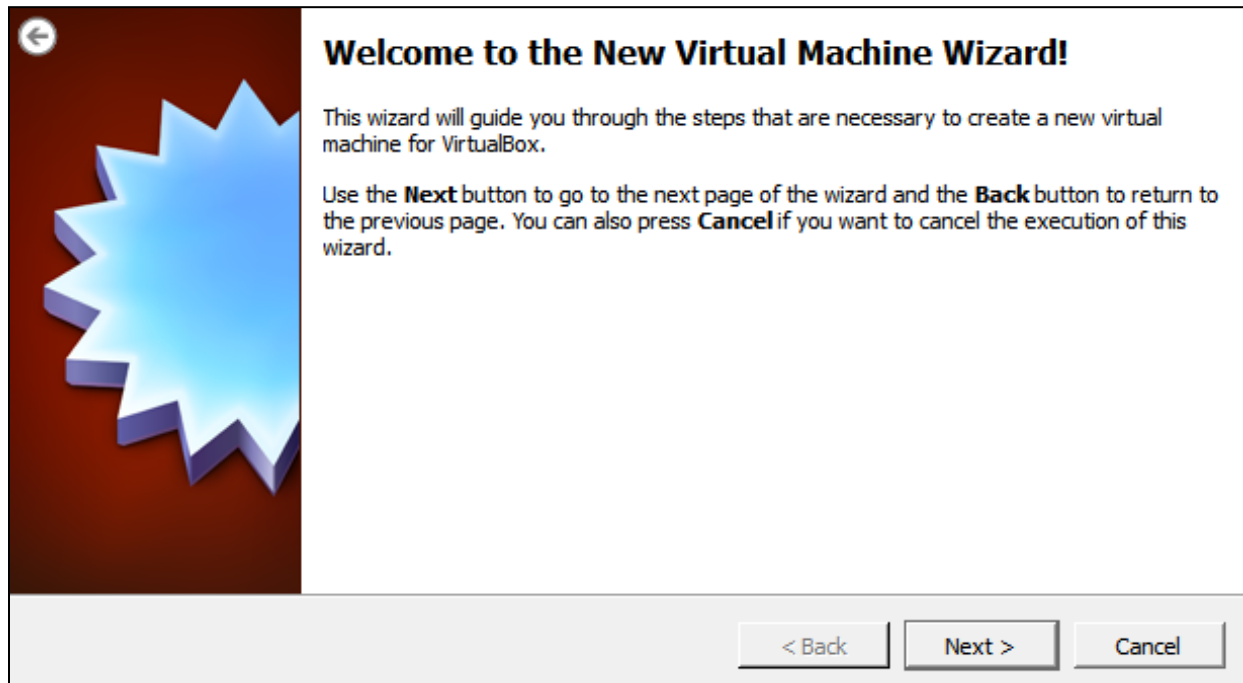 Welcome to the New Virtual Machine Wizard!
This wizard will guide you through the steps that are necessary to create a new virtual
machine for VirtualBox.
Use the Next button to go to the next page of the wizard and the Back button to return to
the previous page. You can also press Cancel if you want to cancel the execution of this
wizard.
< Back Next > Cancel